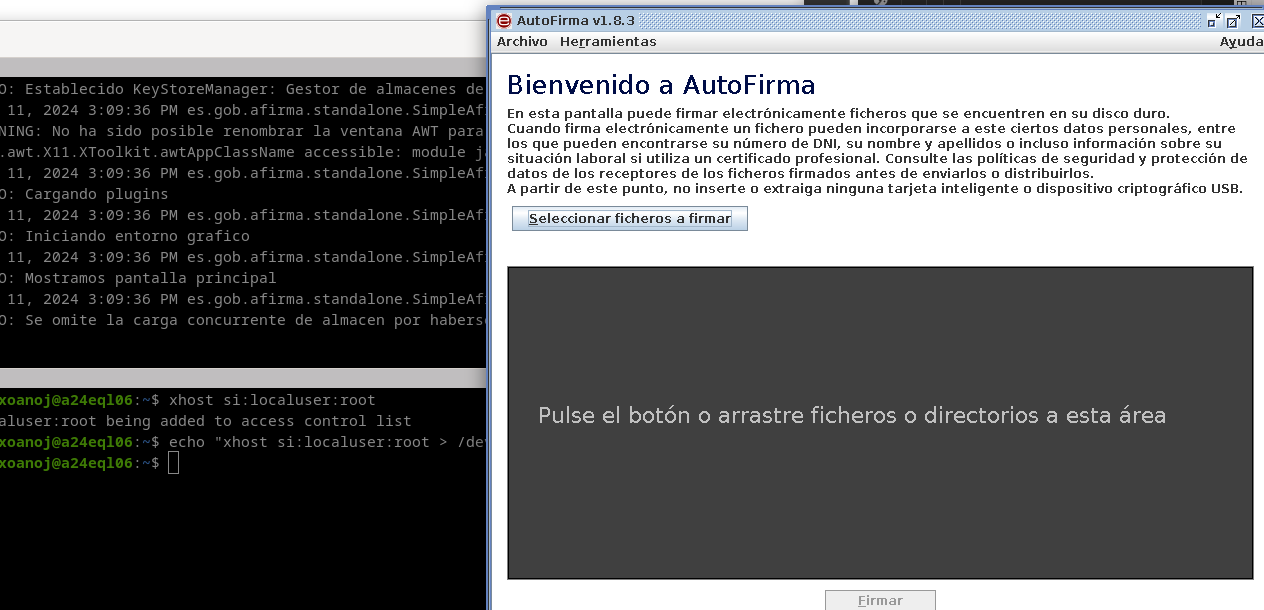 AutoFirma v1.8.3
Archivo Herramientas Ayuda
Bienvenido a AutoFirma
En esta pantalla puede firmar electrónicamente ficheros que se encuentren en su disco duro.
Cuando firma electrónicamente un fichero pueden incorporarse a este ciertos datos personales, entre
los que pueden encontrarse su número de DNI, su nombre y apellidos o incluso información sobre su
situación laboral si utiliza un certificado profesional. Consulte las políticas de seguridad y protección de
datos de los receptores de los ficheros firmados antes de enviarlos o distribuirlos.
A partir de este punto, no inserte o extraiga ninguna tarjeta inteligente o dispositivo criptográfico USB.
Seleccionar ficheros a firmar
Pulse el botón o arrastre ficheros o directorios a esta área
Firmar
O: Establecido KeyStoreManager: Gestor de almacenes de
11, 2024 3:09:36 PM es.gob.afirma.standalone.SimpleAf
NING: No ha sido posible renombrar la ventana AWT para
.awt.X11.XToolkit.awtAppClassName accessible: module j
11, 2024 3:09:36 PM es.gob.afirma.standalone.SimpleAf
O: Cargando plugins
11, 2024 3:09:36 PM es.gob.afirma.standalone.SimpleAf
O: Iniciando entorno grafico
11, 2024 3:09:36 PM es.gob.afirma.standalone.SimpleAf
O: Mostramos pantalla principal
11, 2024 3:09:36 PM es.gob.afirma.standalone.SimpleAf
O: Se omite la carga concurrente de almacen por habers
xoanoj@a24eql06:~$ xhost si:localuser:root
aluser:root being added to access control list
xoanoj@a24eql06:~$ echo "xhost si:localuser:root > /de
xoanoj@a24eql06:~$